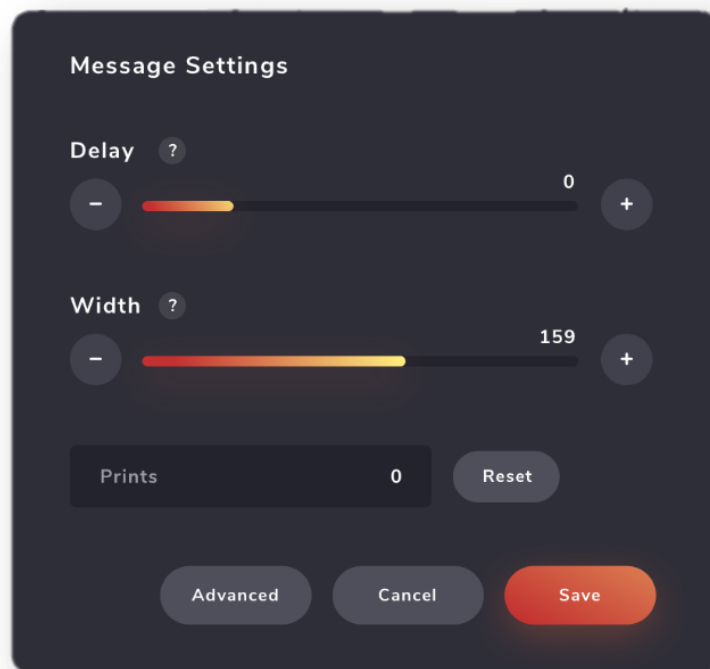 Message Settings
Delay ?
0
− +
Width ?
159
− +
Prints 0 Reset
Advanced Cancel Save